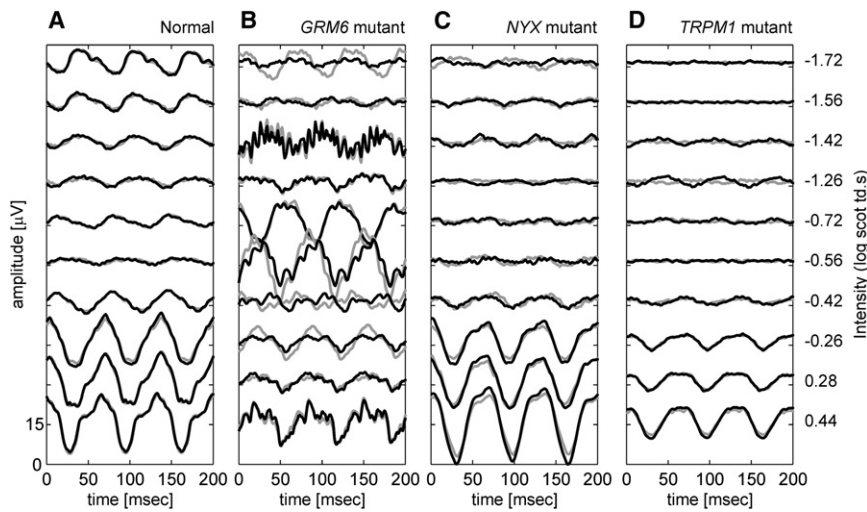 A Normal
B GRM6 mutant
C NYX mutant
D TRPM1 mutant
amplitude [µV]
15
0
-1.72
-1.56
-1.42
-1.26
-0.72
-0.56
-0.42
-0.26
0.28
0.44
Intensity (log scot td.s)
0 50 100 150 200
0 50 100 150 200
0 50 100 150 200
0 50 100 150 200
time [msec]
time [msec]
time [msec]
time [msec]